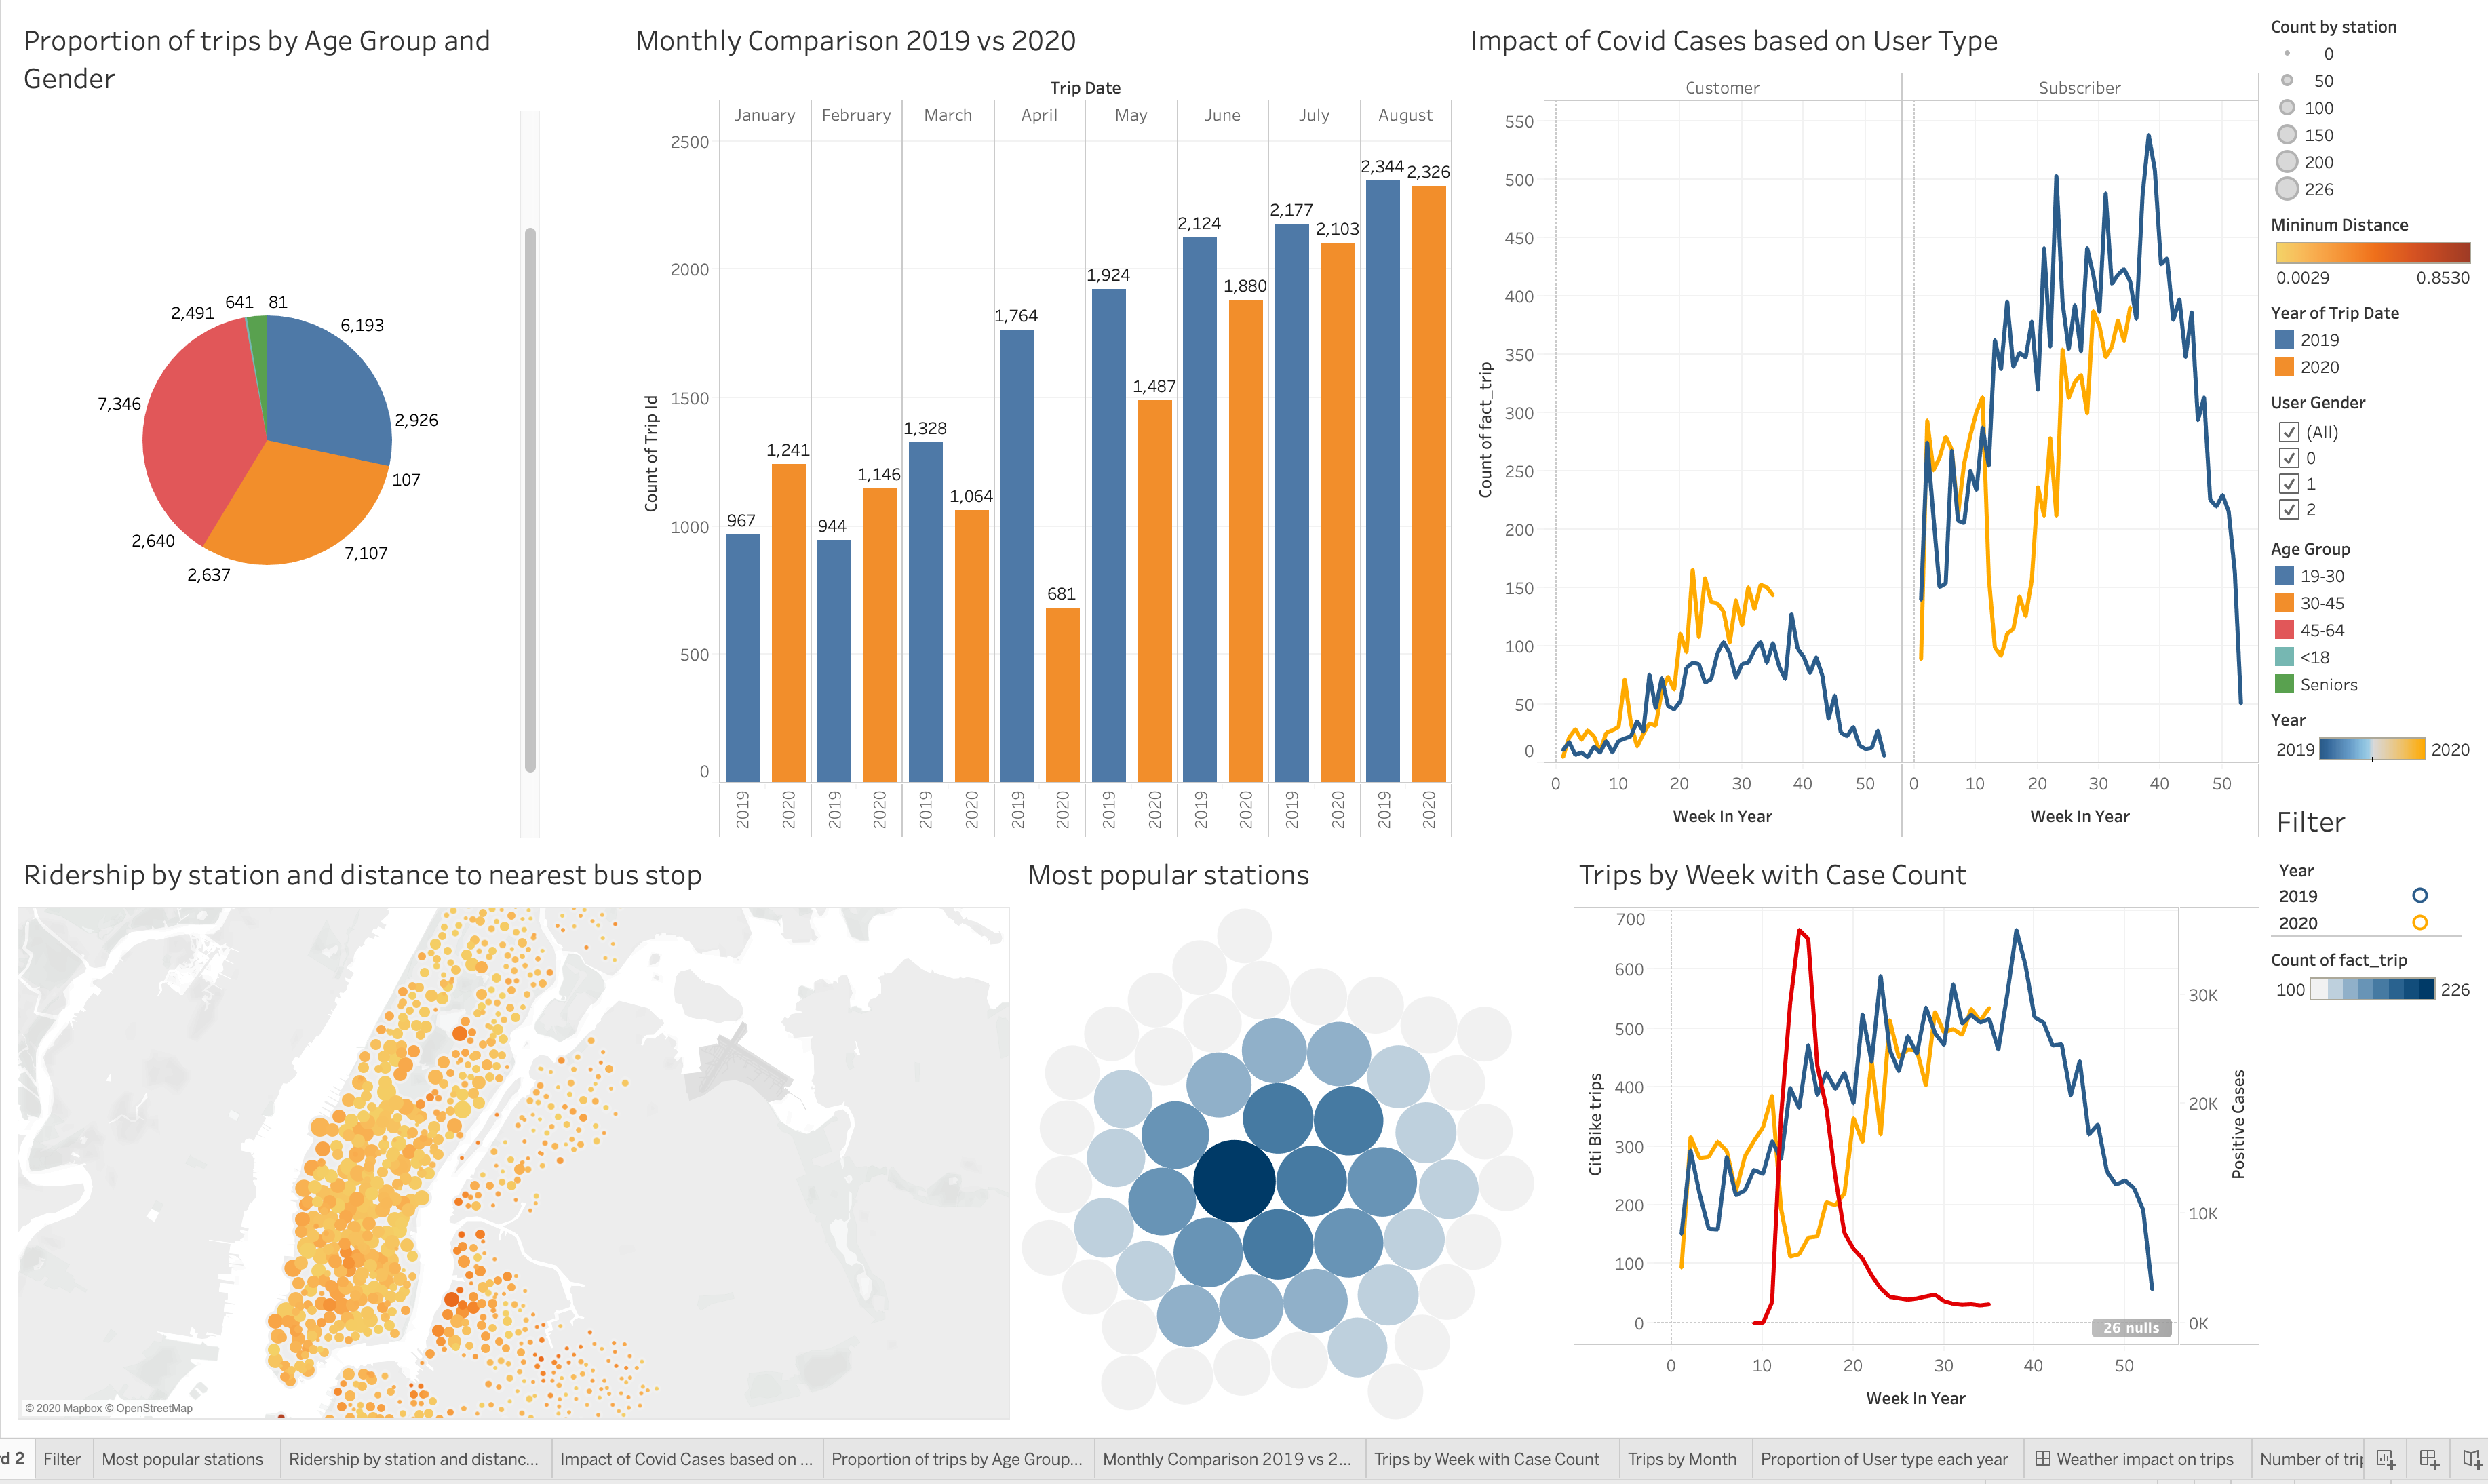 Proportion of trips by Age Group and
Gender
641
81
2,491
6,193
7,346
2,926
107
2,640
7,107
2,637
Monthly Comparison 2019 vs 2020
Trip Date
January February March April May June July August
Count of Trip Id
2500
2000
1500
1000
500
0
967
1,241
944
1,146
1,328
1,064
1,764
681
1,924
1,487
2,124
1,880
2,177
2,103
2,344
2,326
2019 2020 2019 2020 2019 2020 2019 2020 2019 2020 2019 2020 2019 2020 2019 2020
Impact of Covid Cases based on User Type
Customer Subscriber
Count of fact_trip
550
500
450
400
350
300
250
200
150
100
50
0
0 10 20 30 40 50 0 10 20 30 40 50
Week In Year Week In Year
Count by station
0
50
100
150
200
226
Mininum Distance
0.0029 0.8530
Year of Trip Date
2019
2020
User Gender
(All)
0
1
2
Age Group
19-30
30-45
45-64
<18
Seniors
Year
2019 2020
Filter
Year
2019
2020
Count of fact_trip
100 226
Ridership by station and distance to nearest bus stop
© 2020 Mapbox © OpenStreetMap
Most popular stations
Trips by Week with Case Count
Citi Bike trips
700
600
500
400
300
200
100
0
30K
20K
10K
0K
Positive Cases
26 nulls
0 10 20 30 40 50
Week In Year
rd 2 Filter Most popular stations Ridership by station and distanc... Impact of Covid Cases based on ... Proportion of trips by Age Group... Monthly Comparison 2019 vs 2... Trips by Week with Case Count Trips by Month Proportion of User type each year Weather impact on trips Number of trip